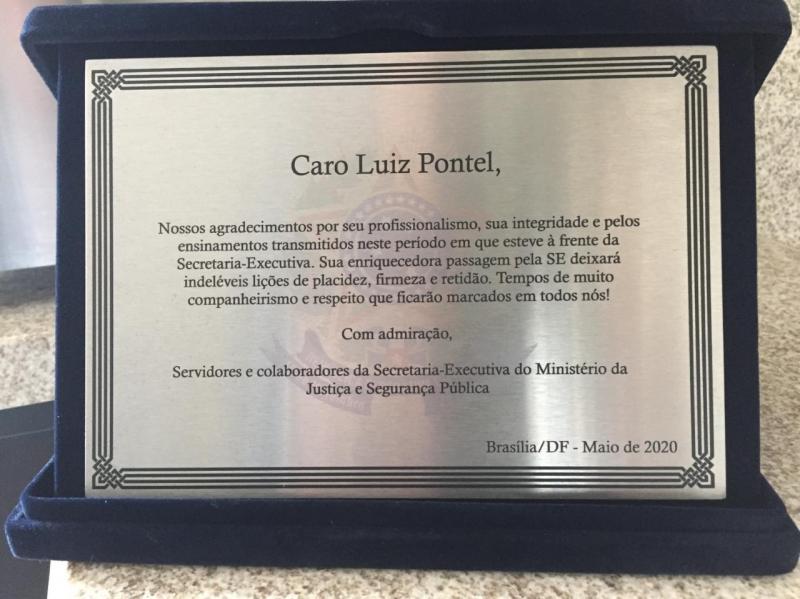 Caro Luiz Pontel,
Nossos agradecimentos por seu profissionalismo, sua integridade e pelos
ensinamentos transmitidos neste período em que esteve à frente da
Secretaria-Executiva. Sua enriquecedora passagem pela SE deixará
indeléveis lições de placidez, firmeza e retidão. Tempos de muito
companheirismo e respeito que ficarão marcados em todos nós!
Com admiração,
Servidores e colaboradores da Secretaria-Executiva do Ministério da
Justiça e Segurança Pública
Brasília/DF - Maio de 2020